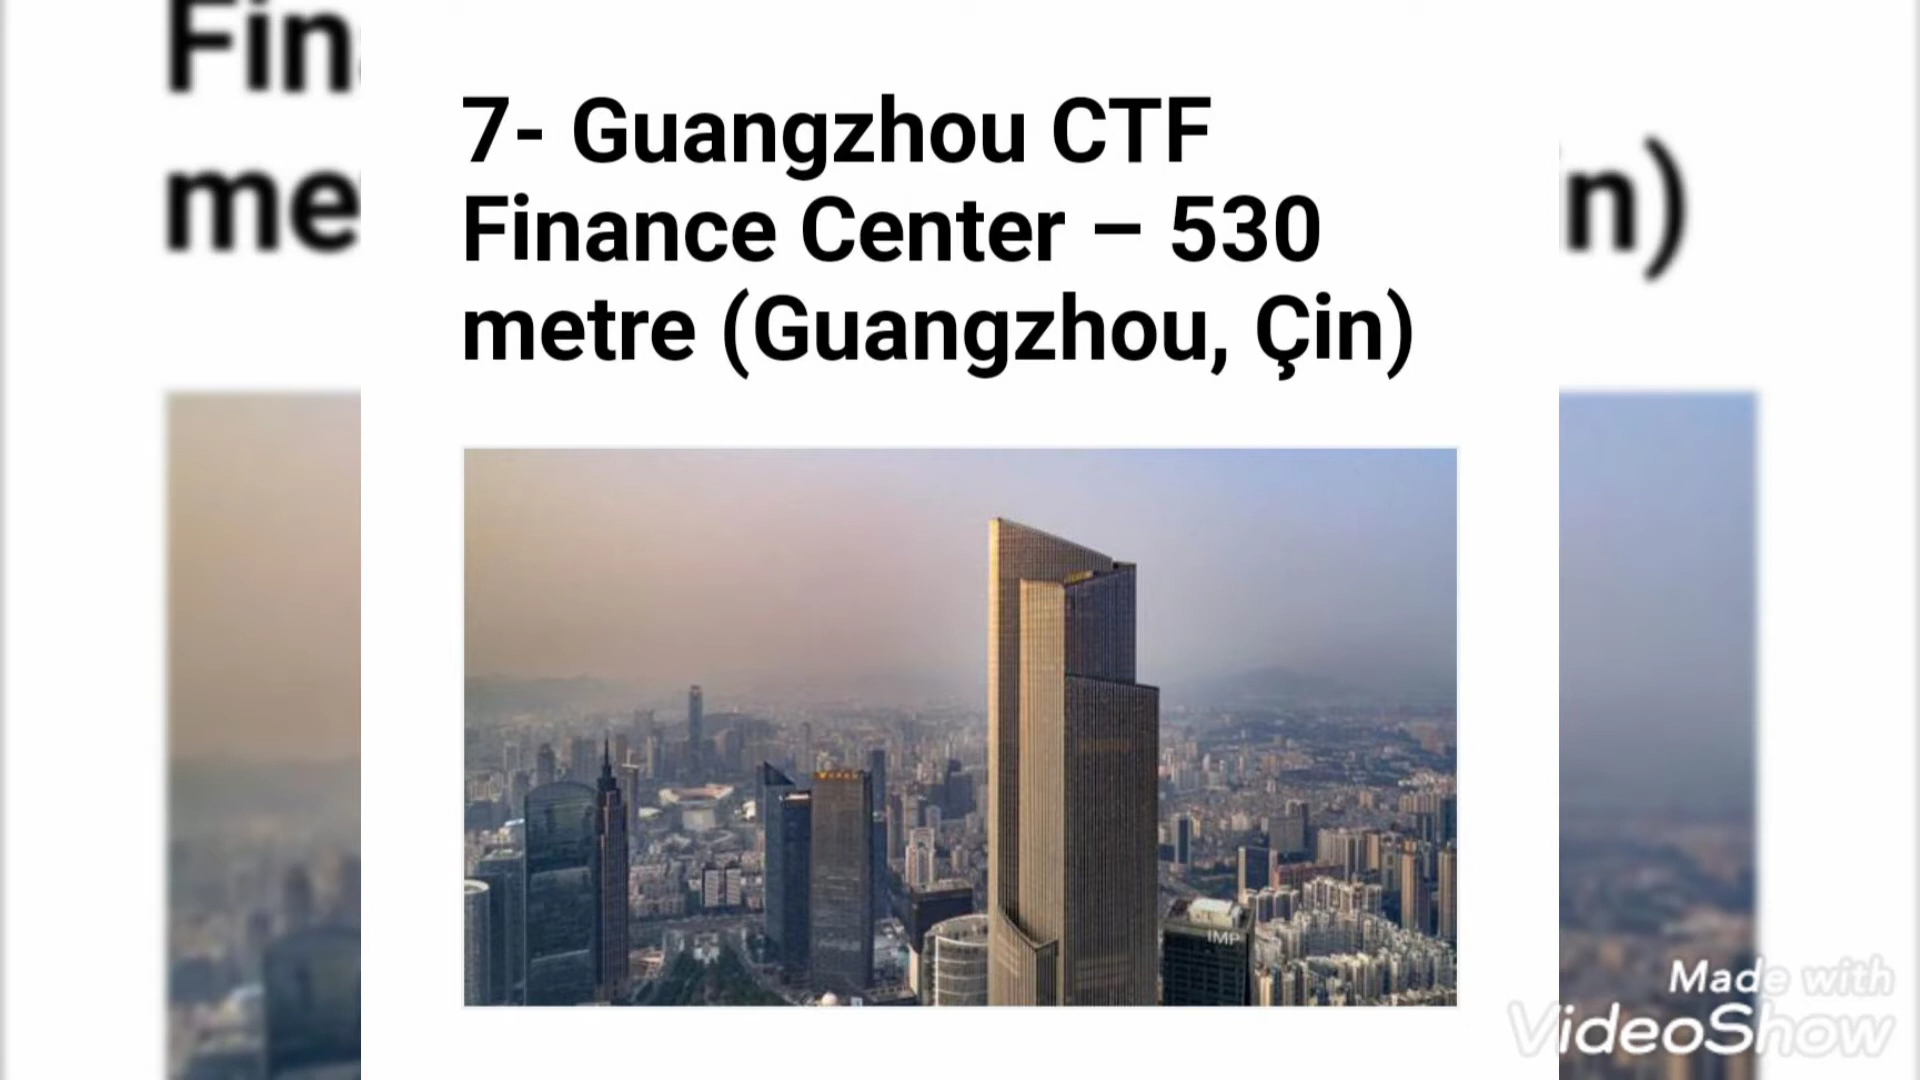 7- Guangzhou CTF
Finance Center – 530
metre (Guangzhou, Çin)
IMP
Made with
VideoShow